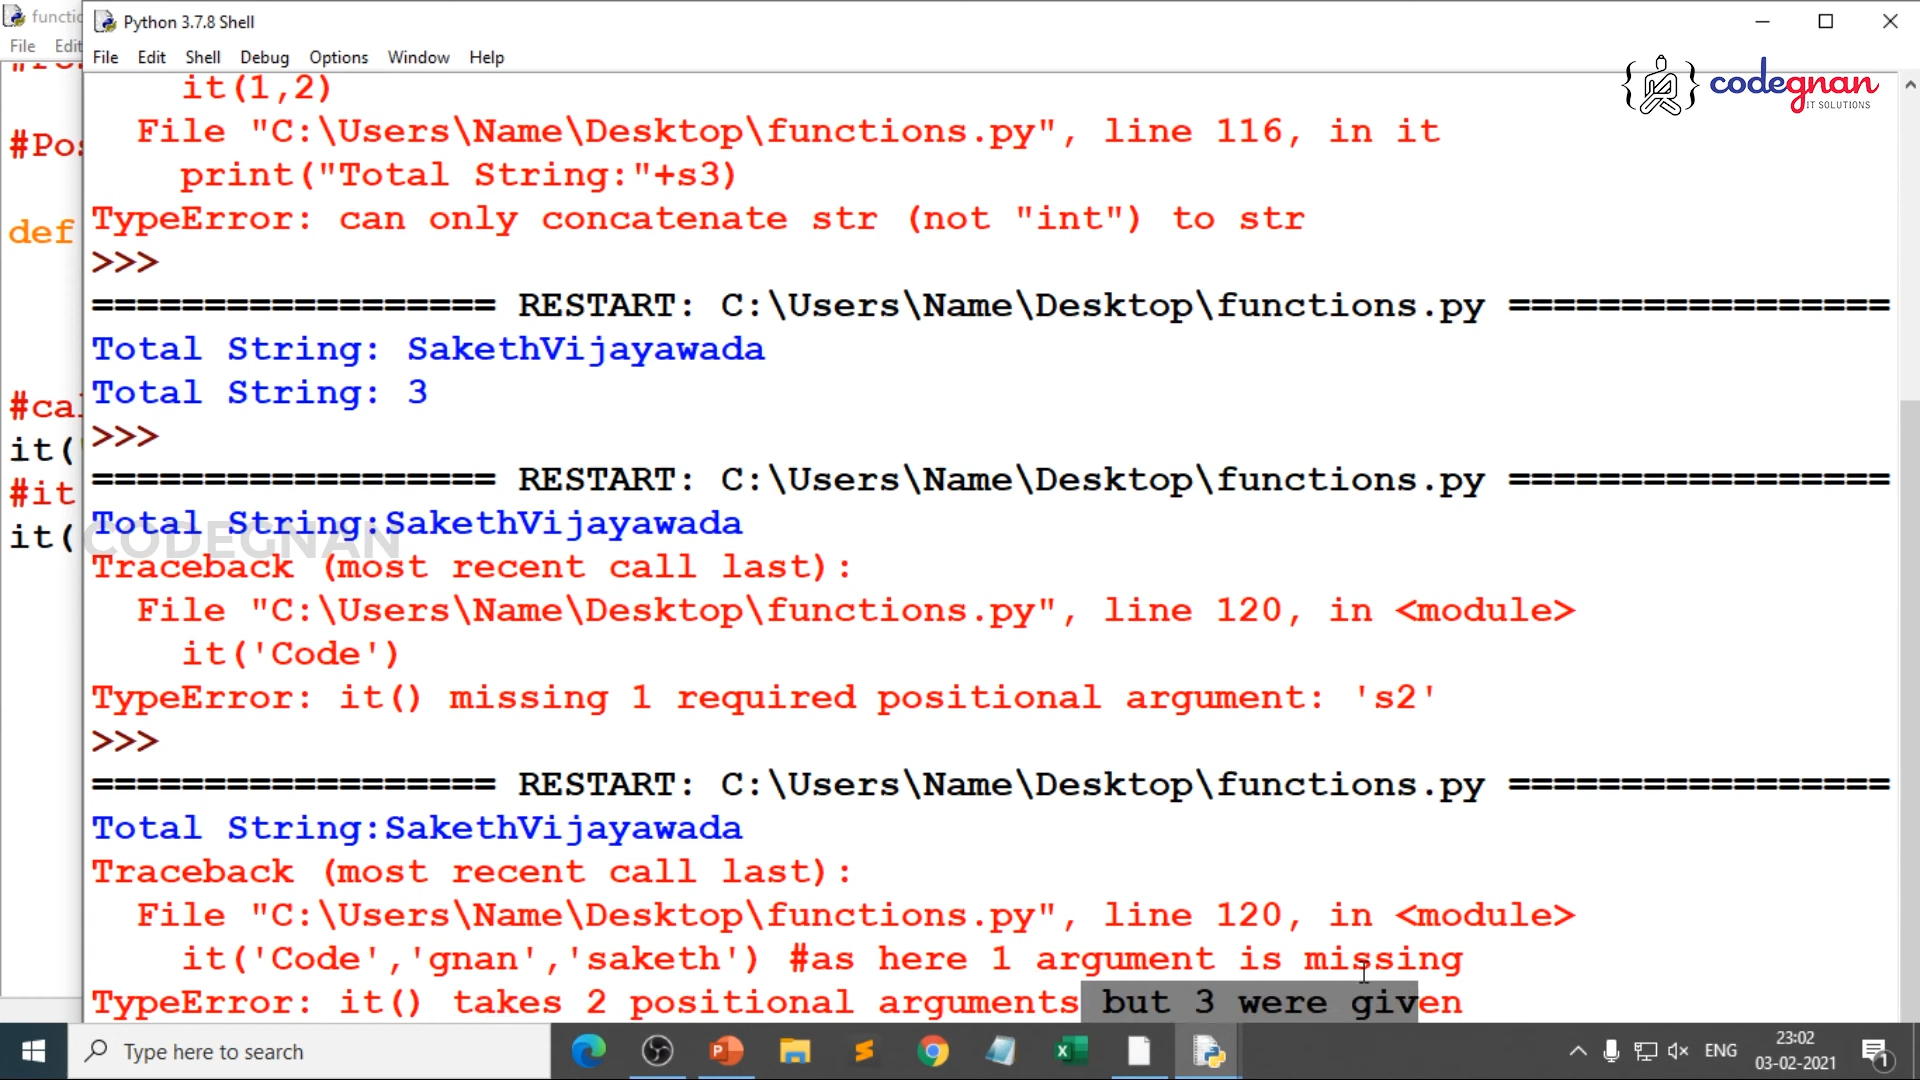 functio
Python 3.7.8 Shell
File Edit
File Edit Shell Debug Options Window Help
codegnan
IT SOLUTIONS
it(1,2)
File "C:\Users\Name\Desktop\functions.py", line 116, in it
#Pos
print("Total String:"+s3)
TypeError: can only concatenate str (not "int") to str
def
>>>
================== RESTART: C:\Users\Name\Desktop\functions.py =================
Total String: SakethVijayawada
Total String: 3
#cal
>>>
it(
================== RESTART: C:\Users\Name\Desktop\functions.py =================
#it
Total String:SakethVijayawada
it(
CODEGNAN
Traceback (most recent call last):
File "C:\Users\Name\Desktop\functions.py", line 120, in <module>
it('Code')
TypeError: it() missing 1 required positional argument: 's2'
>>>
================== RESTART: C:\Users\Name\Desktop\functions.py =================
Total String:SakethVijayawada
Traceback (most recent call last):
File "C:\Users\Name\Desktop\functions.py", line 120, in <module>
it('Code','gnan','saketh') #as here 1 argument is missing
TypeError: it() takes 2 positional arguments but 3 were given
Type here to search
ENG
23:02
03-02-2021
1